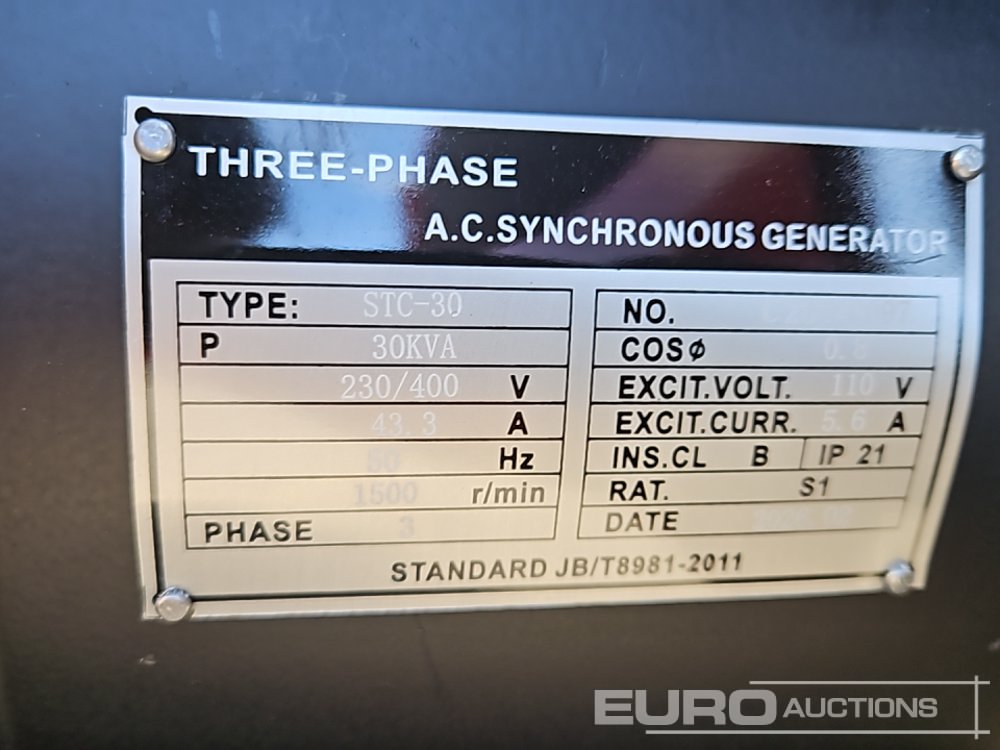 THREE-PHASE
A.C.SYNCHRONOUS GENERATOR
TYPE: STC-30
P 30KVA
230/400 V
43.3 A
50 Hz
1500 r/min
PHASE 3
NO.
COSφ 0.8
EXCIT.VOLT. 110 V
EXCIT.CURR. 5.6 A
INS.CL B IP 21
RAT. S1
DATE
STANDARD JB/T8981-2011
EURO AUCTIONS